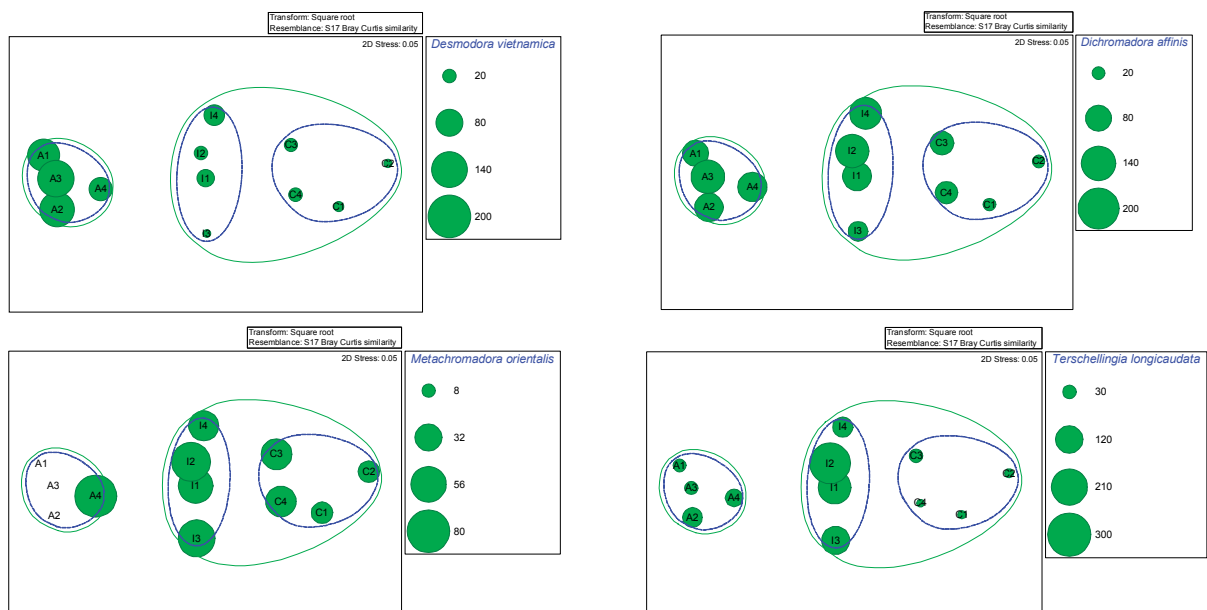 Transform: Square root
Resemblance: S17 Bray Curtis similarity
2D Stress: 0.05
Desmodora vietnamica
20
80
140
200
I4
I2
I1
I3
C3
C2
C4
C1
A1
A3
A4
A2
Transform: Square root
Resemblance: S17 Bray Curtis similarity
2D Stress: 0.05
Dichromadora affinis
20
80
140
200
I4
I2
I1
I3
C3
C2
C4
C1
A1
A3
A4
A2
Transform: Square root
Resemblance: S17 Bray Curtis similarity
2D Stress: 0.05
Metachromadora orientalis
8
32
56
80
I4
I2
I1
I3
C3
C2
C4
C1
A1
A3
A4
A2
Transform: Square root
Resemblance: S17 Bray Curtis similarity
2D Stress: 0.05
Terschellingia longicaudata
30
120
210
300
I4
I2
I1
I3
C3
C2
C4
C1
A1
A3
A4
A2